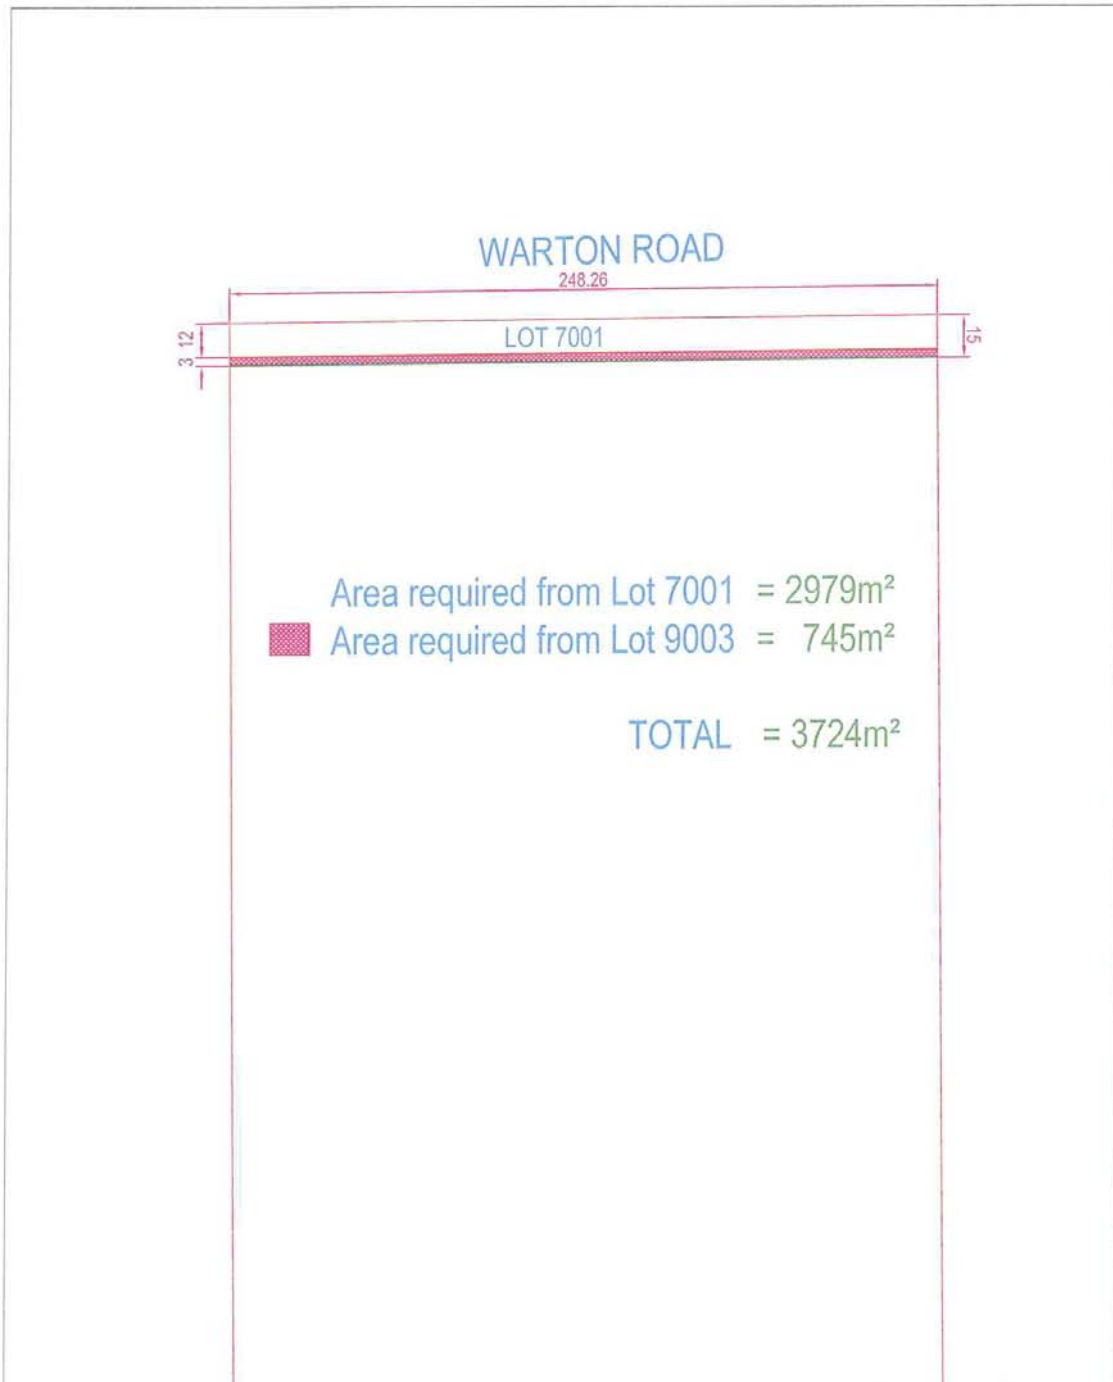 WARTON ROAD
248.26
12
LOT 7001
15
3
Area required from Lot 7001 = 2979m²
Area required from Lot 9003 = 745m²
TOTAL = 3724m²